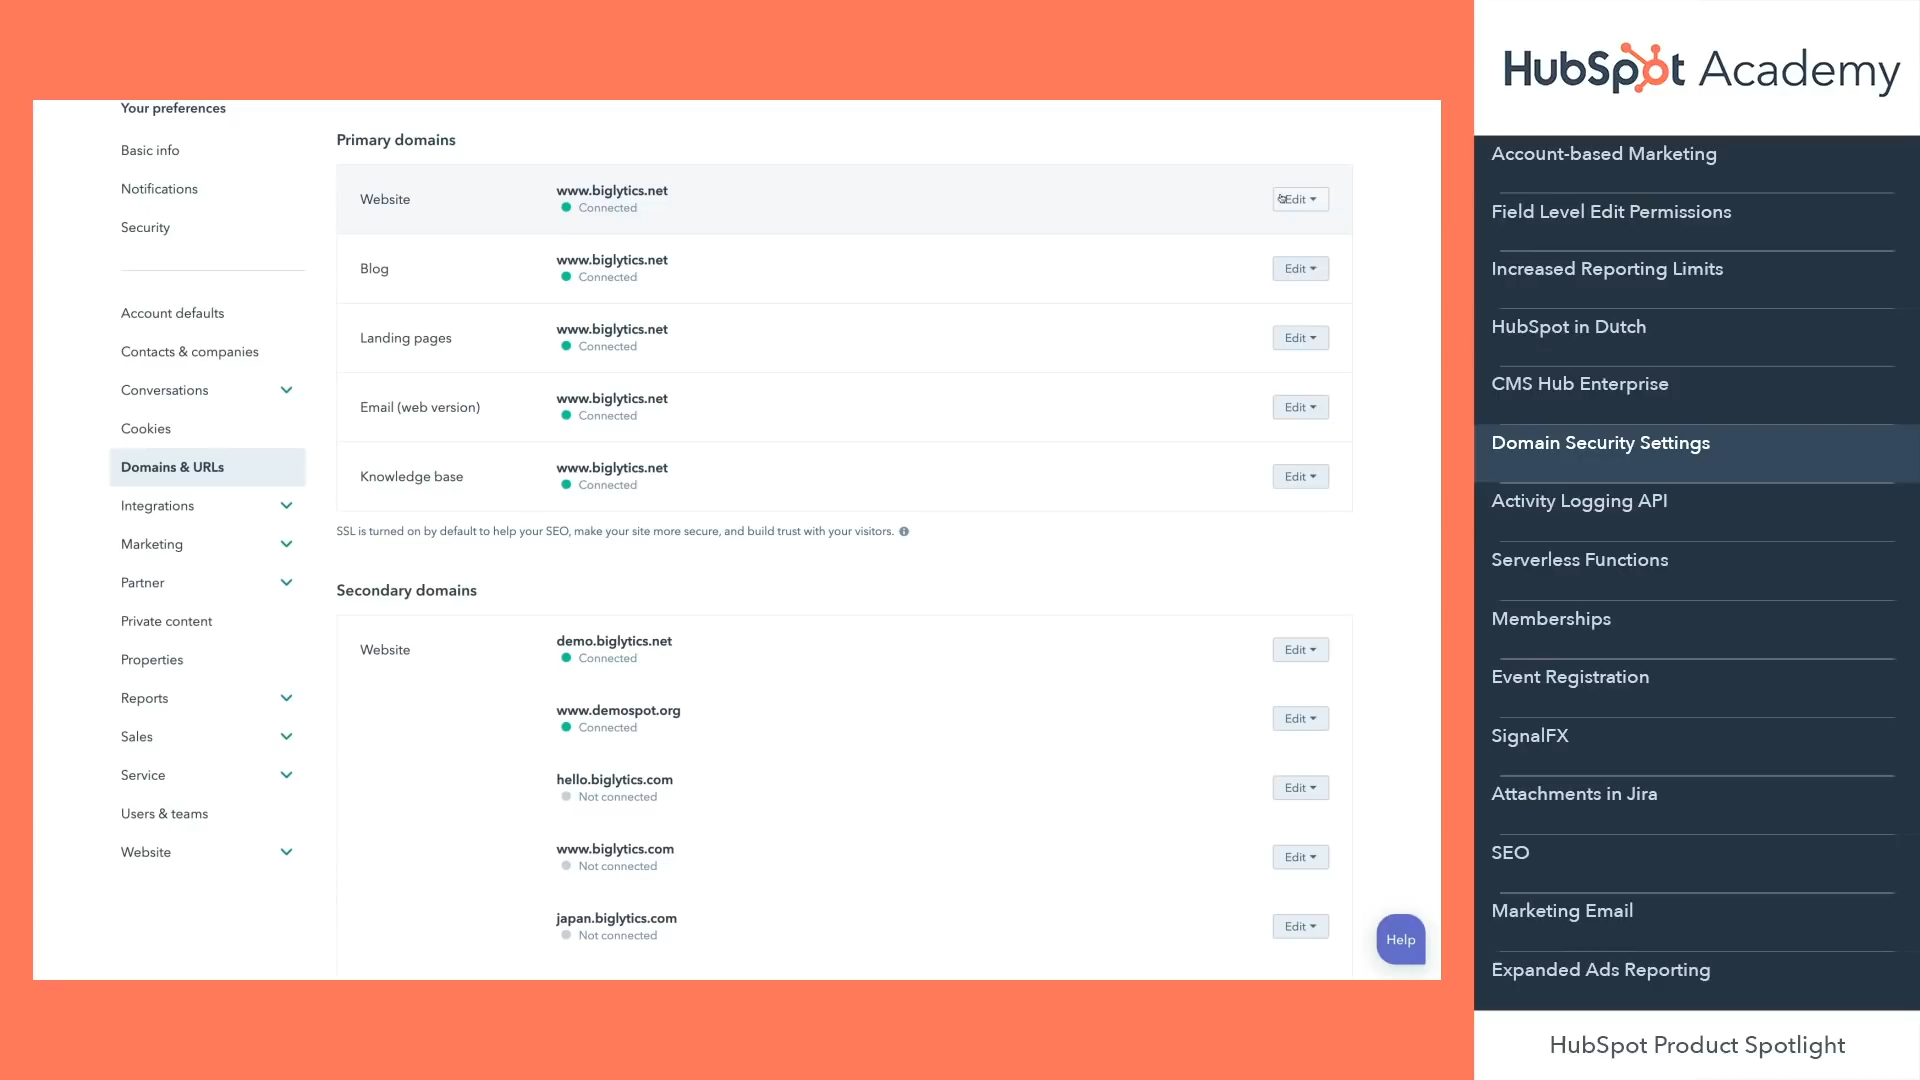 Your preferences
Basic info
Notifications
Security
Account defaults
Contacts & companies
Conversations
Cookies
Domains & URLs
Integrations
Marketing
Partner
Private content
Properties
Reports
Sales
Service
Users & teams
Website
Primary domains
Website
www.biglytics.net
Connected
Edit
Blog
www.biglytics.net
Connected
Edit
Landing pages
www.biglytics.net
Connected
Edit
Email (web version)
www.biglytics.net
Connected
Edit
Knowledge base
www.biglytics.net
Connected
Edit
SSL is turned on by default to help your SEO, make your site more secure, and build trust with your visitors.
Secondary domains
Website
demo.biglytics.net
Connected
Edit
www.demospot.org
Connected
Edit
hello.biglytics.com
Not connected
Edit
www.biglytics.com
Not connected
Edit
japan.biglytics.com
Not connected
Edit
Help
HubSpot Academy
Account-based Marketing
Field Level Edit Permissions
Increased Reporting Limits
HubSpot in Dutch
CMS Hub Enterprise
Domain Security Settings
Activity Logging API
Serverless Functions
Memberships
Event Registration
SignalFX
Attachments in Jira
SEO
Marketing Email
Expanded Ads Reporting
HubSpot Product Spotlight